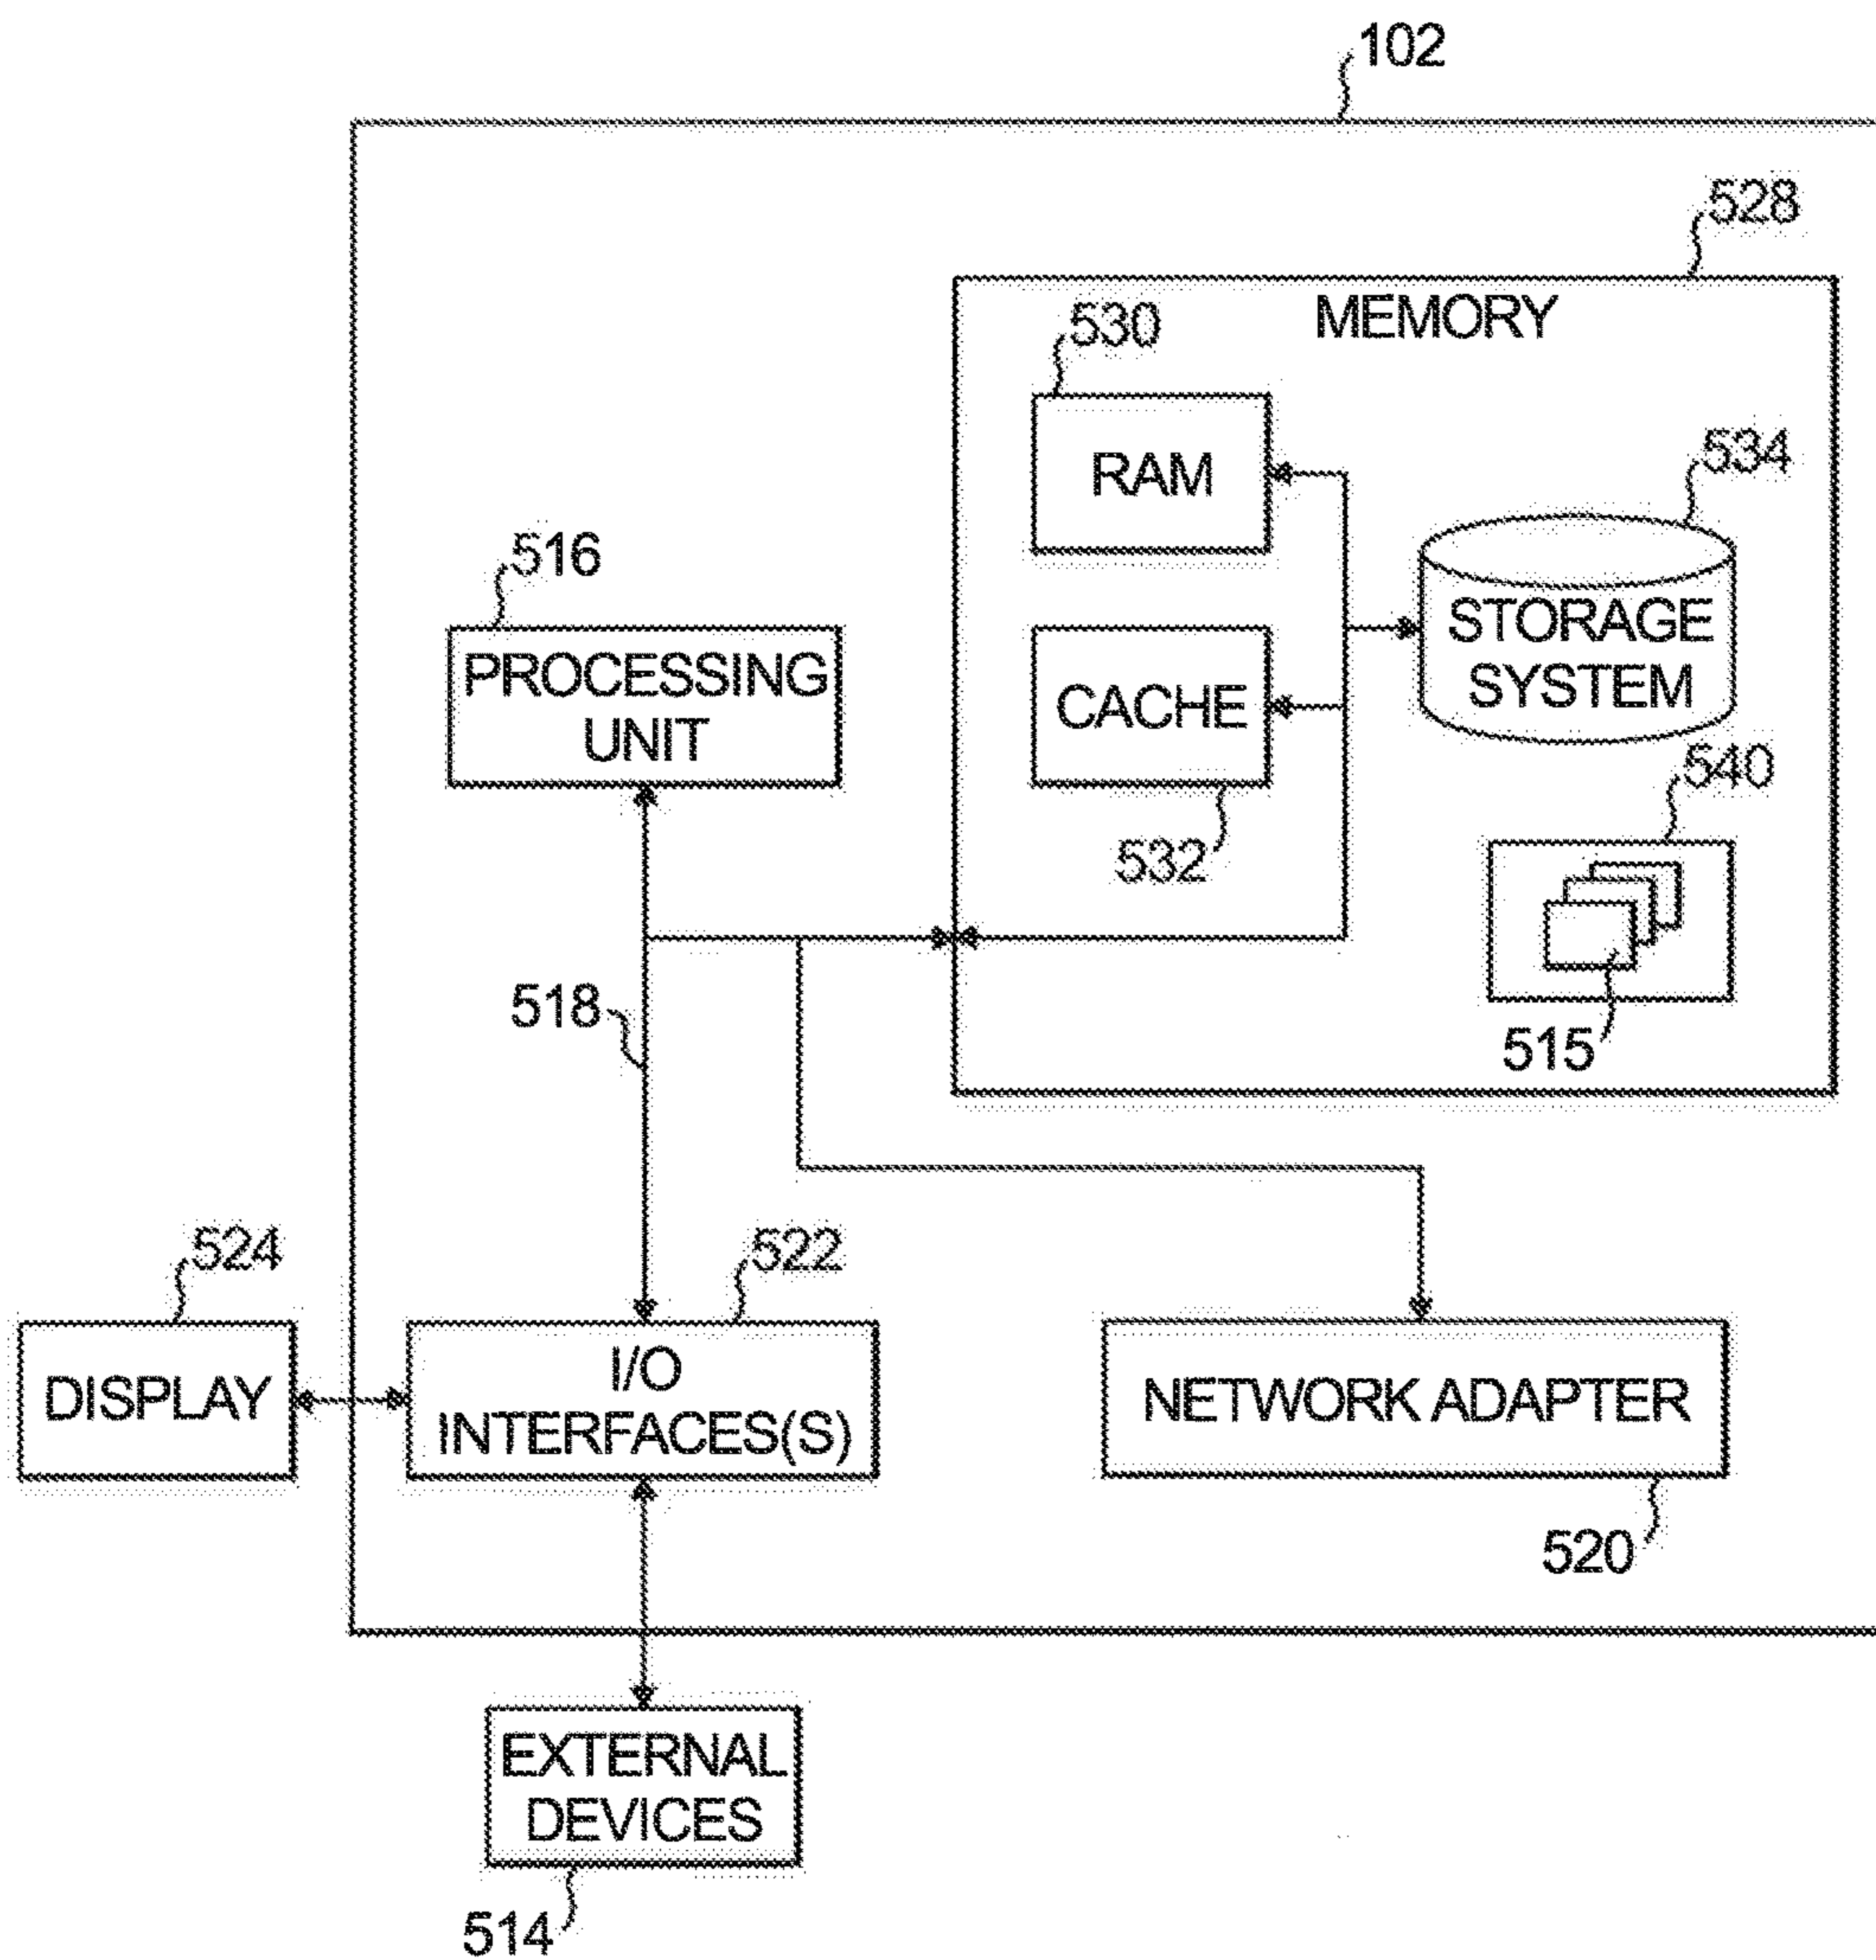 102
528
MEMORY
530
RAM
534
STORAGE
SYSTEM
516
PROCESSING
UNIT
CACHE
532
540
515
518
524
DISPLAY
522
I/O
INTERFACES(S)
NETWORK ADAPTER
520
EXTERNAL
DEVICES
514